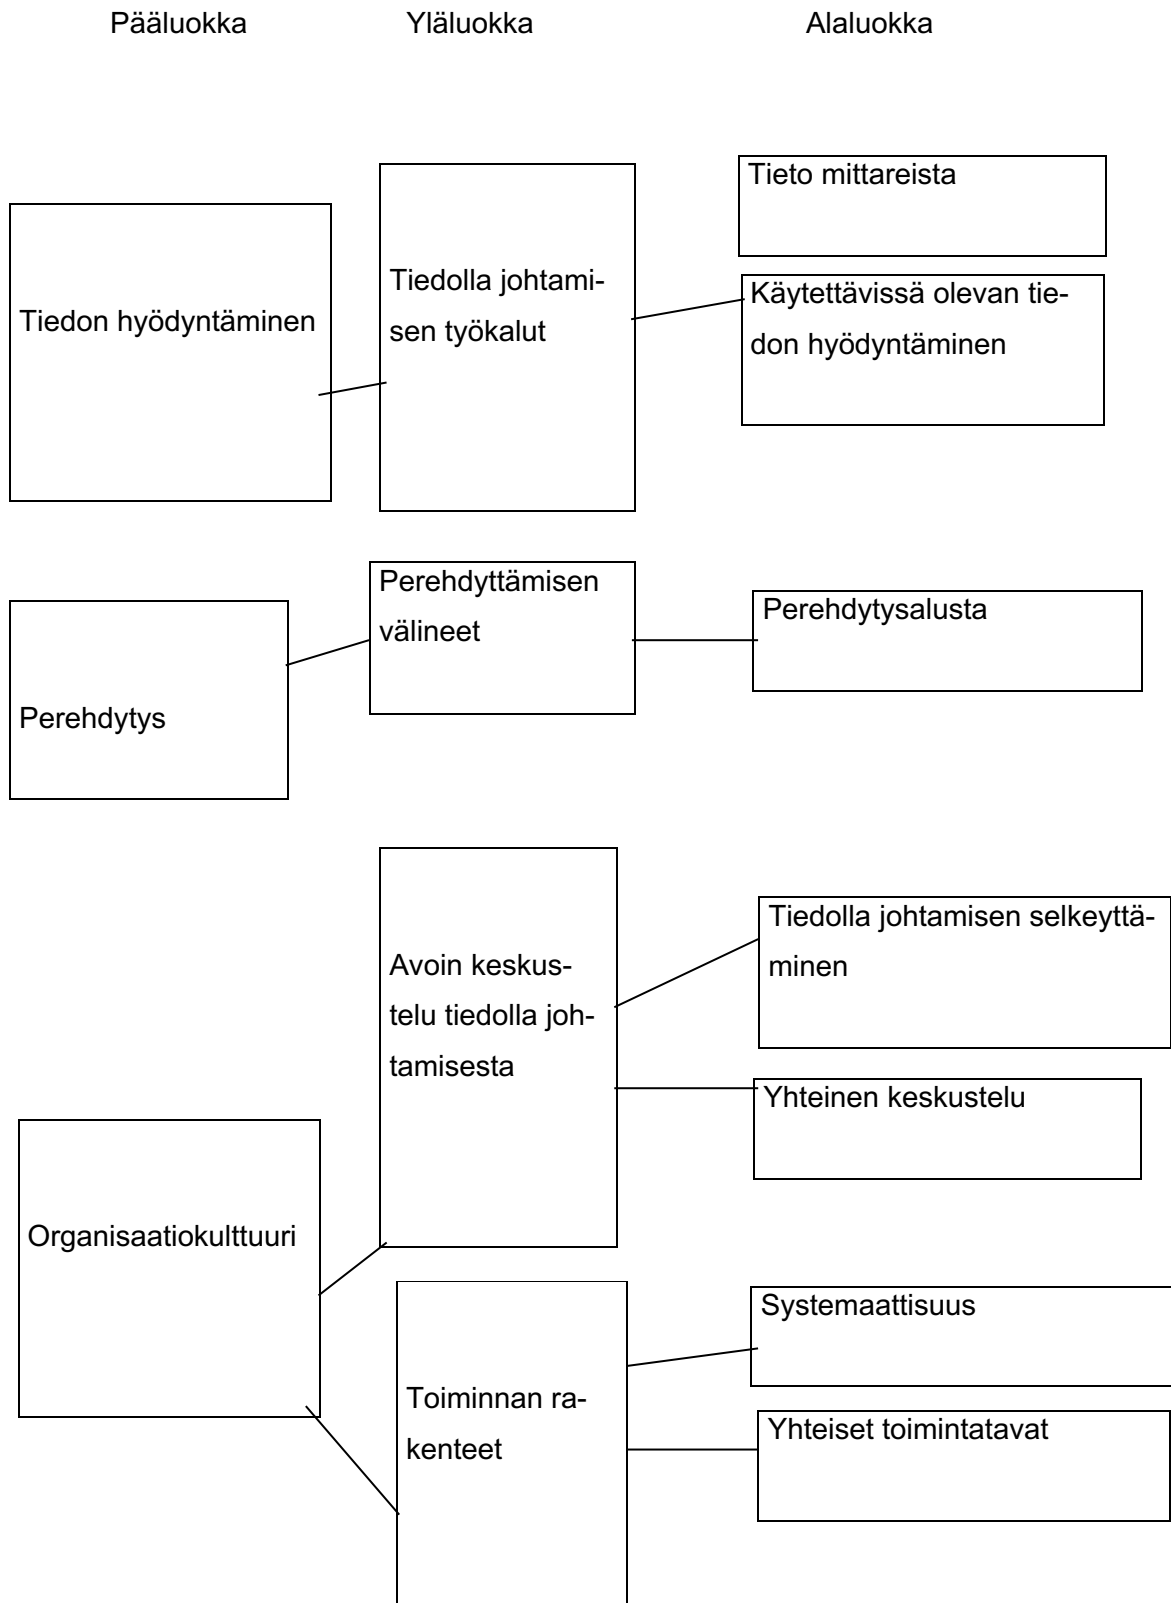 Pääluokka
Yläluokka
Alaluokka
Tieto mittareista
Tiedon hyödyntäminen
Tiedolla johtami-
sen työkalut
Käytettävissä olevan tie-
don hyödyntäminen
Perehdytys
Perehdyttämisen
välineet
Perehdytysalusta
Organisaatiokulttuuri
Avoin keskus-
telu tiedolla joh-
tamisesta
Tiedolla johtamisen selkeyttä-
minen
Yhteinen keskustelu
Toiminnan ra-
kenteet
Systemaattisuus
Yhteiset toimintatavat